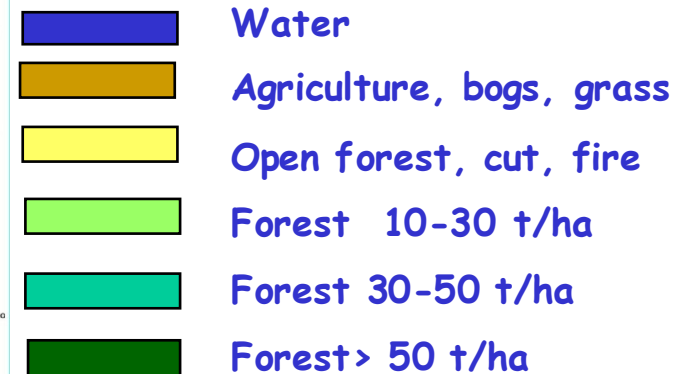 Water
Agriculture, bogs, grass
Open forest, cut, fire
Forest 10-30 t/ha
Forest 30-50 t/ha
Forest> 50 t/ha